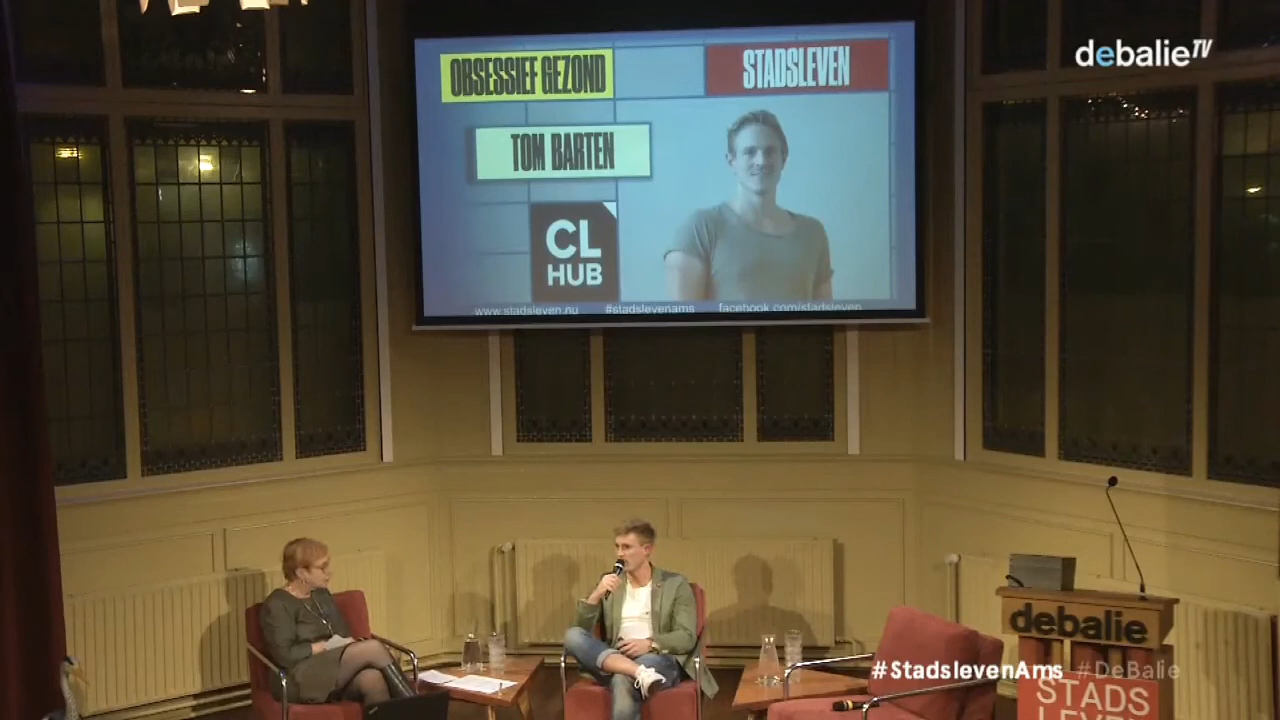 debalieTV
OBSESSIEF GEZOND
STADSLEVEN
TOM BARTEN
CL
HUB
www.stadsleven.nu #stadslevenams facebook.com/stadsleven
debalie
#StadslevenAms #DeBalie
STADS